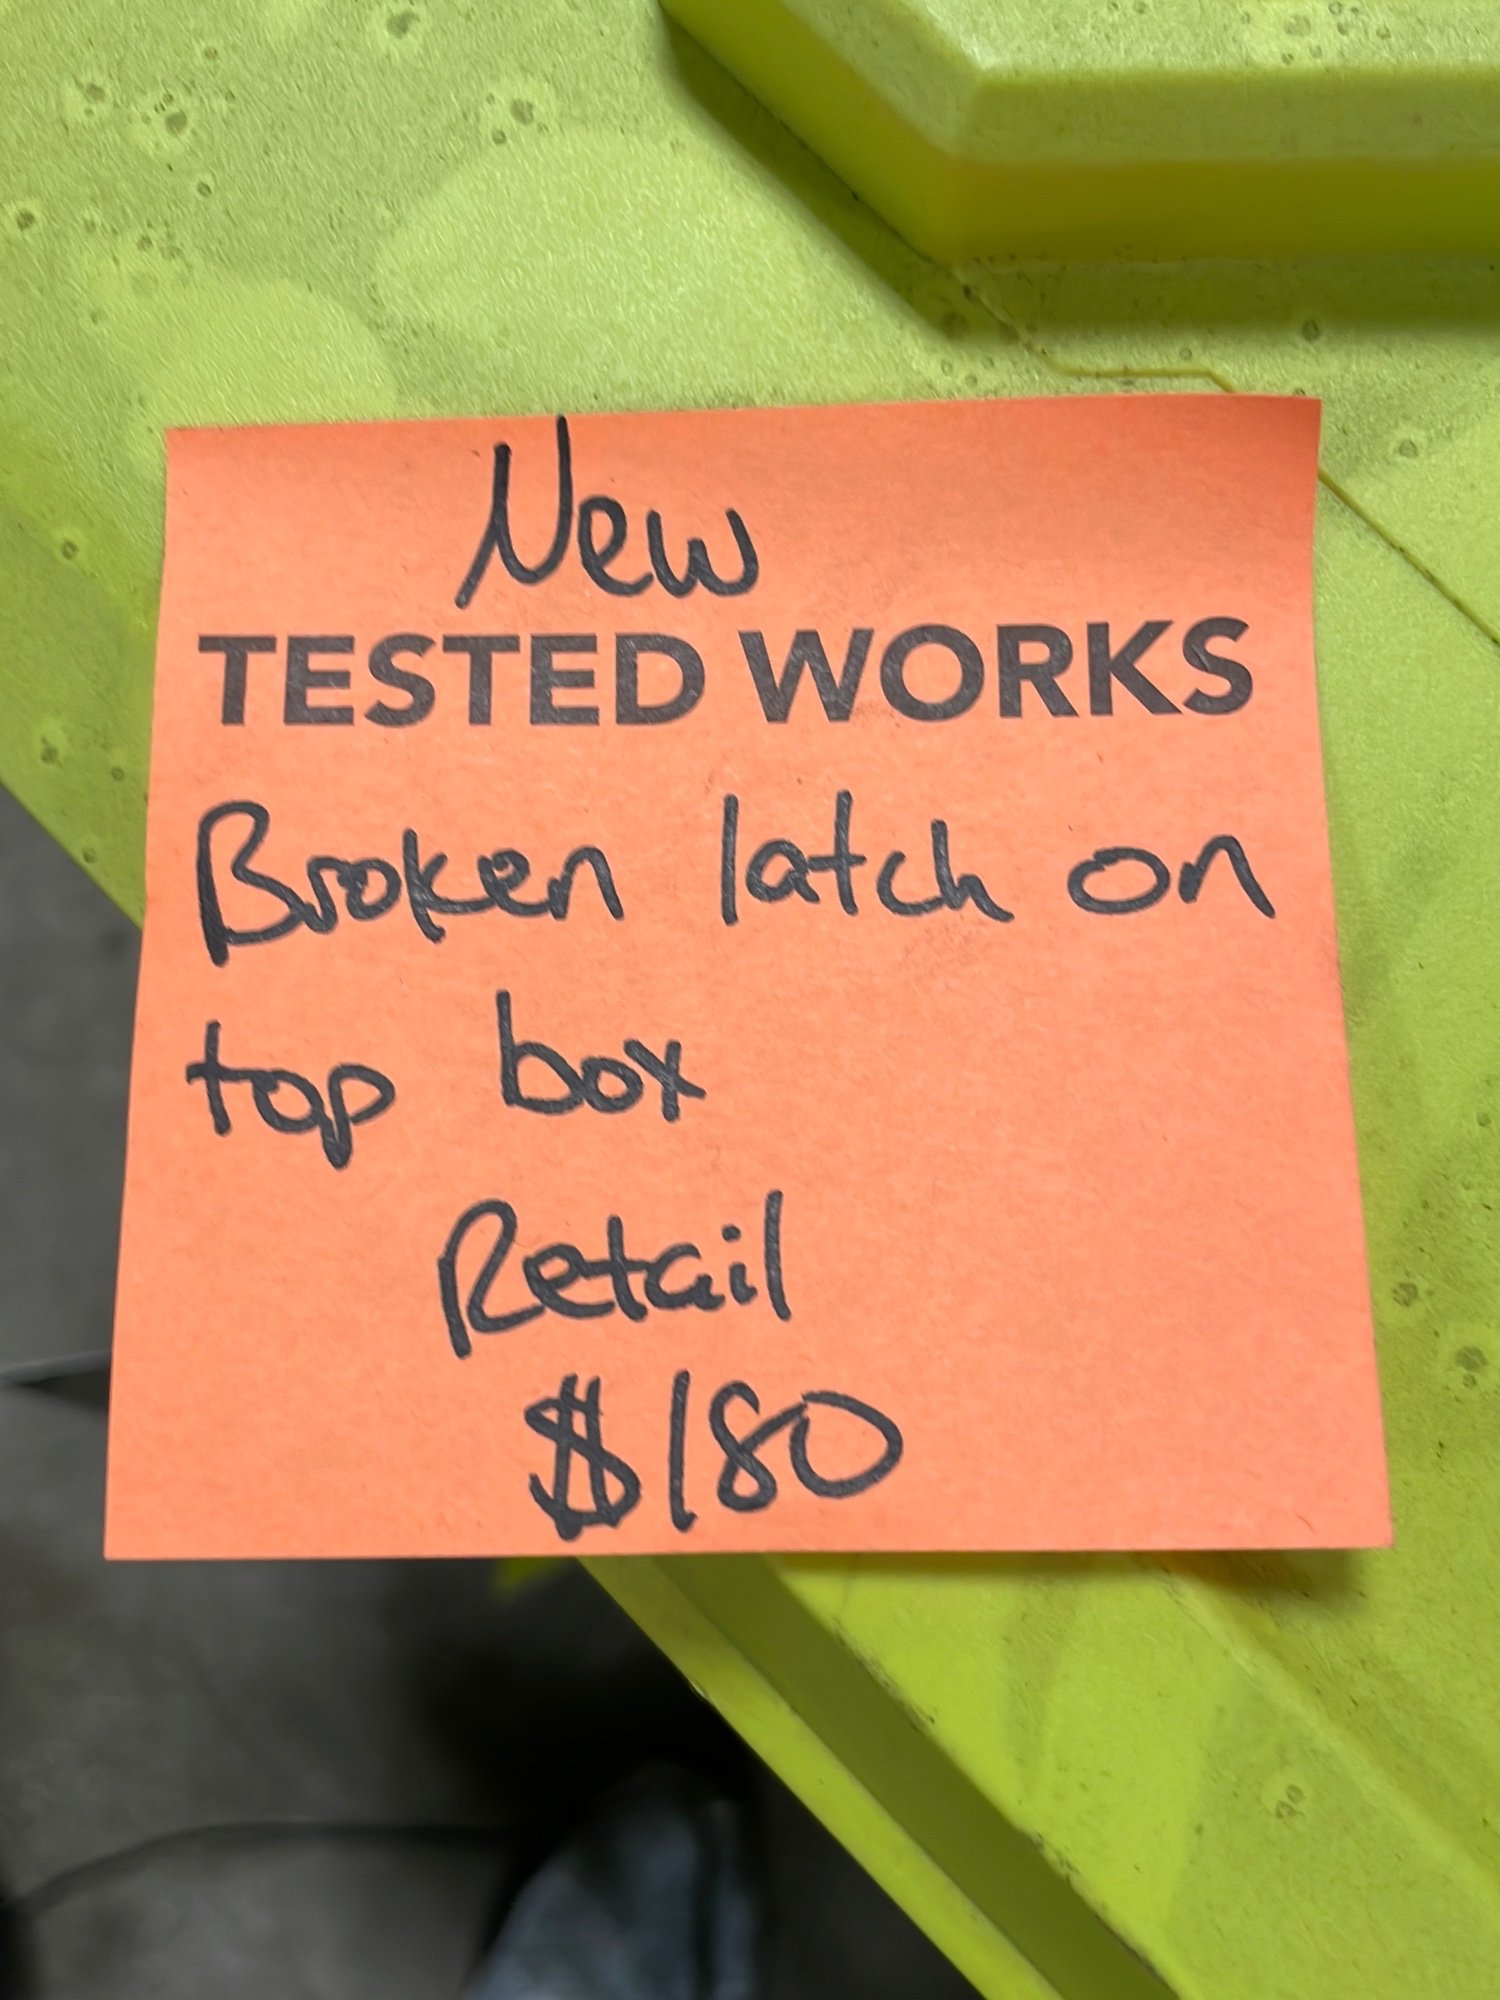 New
TESTED WORKS
Broken latch on
top box
Retail
$180